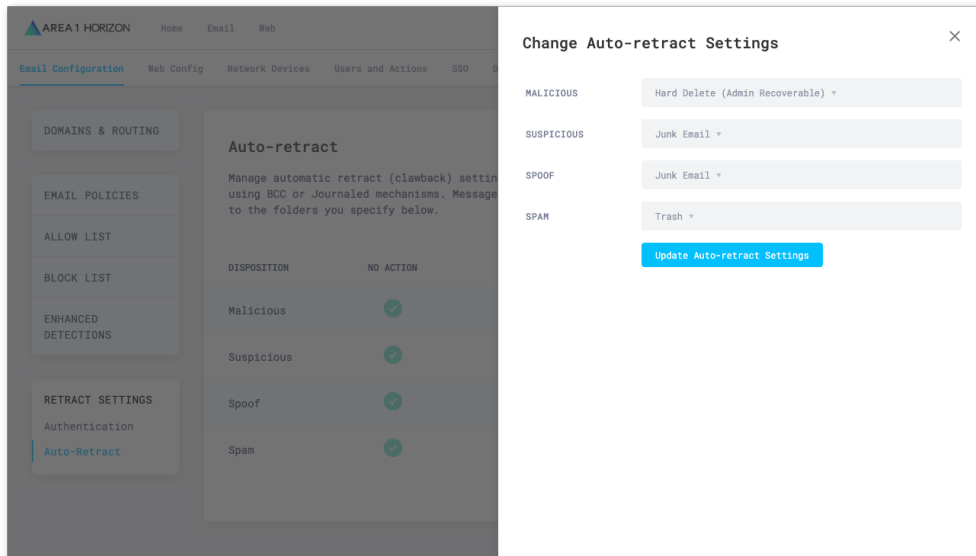 AREA 1 HORIZON Home Email Web
Email Configuration Web Config Network Devices Users and Actions SSO D
DOMAINS & ROUTING
EMAIL POLICIES
ALLOW LIST
BLOCK LIST
ENHANCED
DETECTIONS
RETRACT SETTINGS
Authentication
Auto-Retract
Auto-retract
Manage automatic retract (clawback) settin
using BCC or Journaled mechanisms. Message
to the folders you specify below.
DISPOSITION NO ACTION
Malicious
Suspicious
Spoof
Spam
Change Auto-retract Settings
MALICIOUS Hard Delete (Admin Recoverable)
SUSPICIOUS Junk Email
SPOOF Junk Email
SPAM Trash
Update Auto-retract Settings